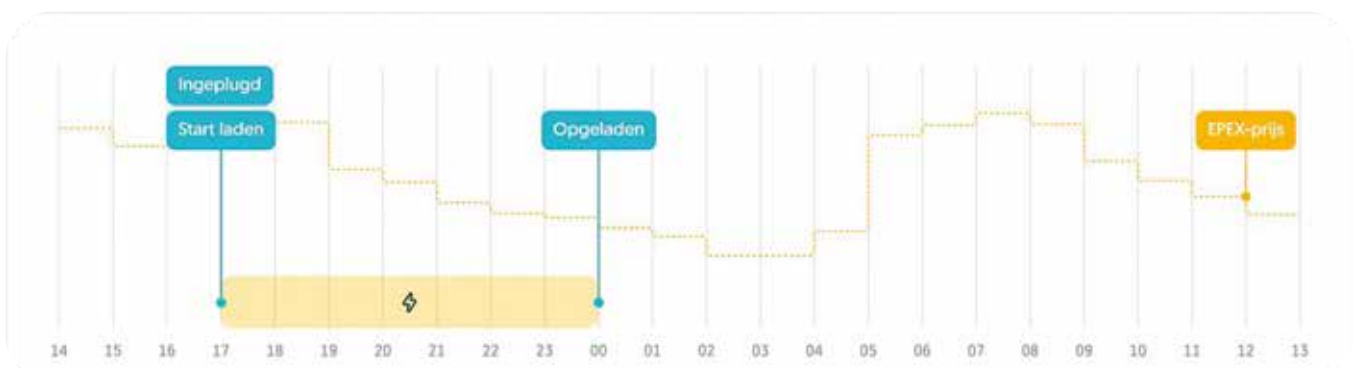 Ingeplugd
Start laden
Opgeladen
EPEX-prijs
14 15 16 17 18 19 20 21 22 23 00 01 02 03 04 05 06 07 08 09 10 11 12 13